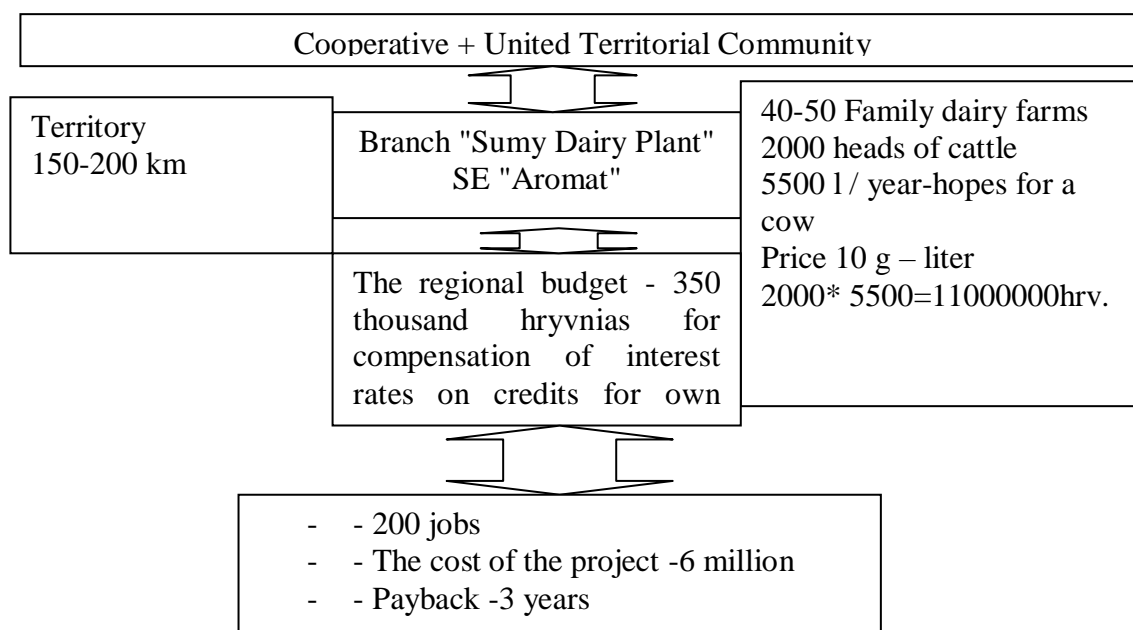 Cooperative + United Territorial Community
Territory
150-200 km
Branch "Sumy Dairy Plant"
SE "Aromat"
40-50 Family dairy farms
2000 heads of cattle
5500 l / year-hopes for a
cow
Price 10 g – liter
2000* 5500=11000000hrv.
The regional budget - 350
thousand hryvnias for
compensation of interest
rates on credits for own
- - 200 jobs
- - The cost of the project -6 million
- - Payback -3 years